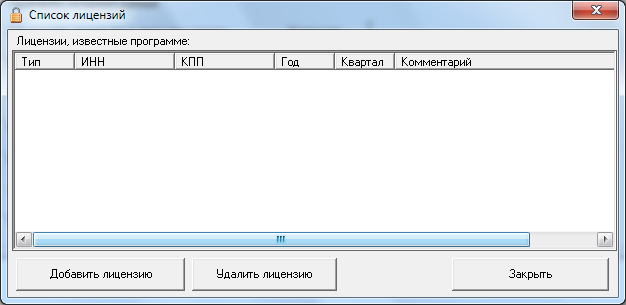 Список лицензий
Лицензии, известные программе:
Тип ИНН КПП Год Квартал Комментарий
Добавить лицензию Удалить лицензию Закрыть